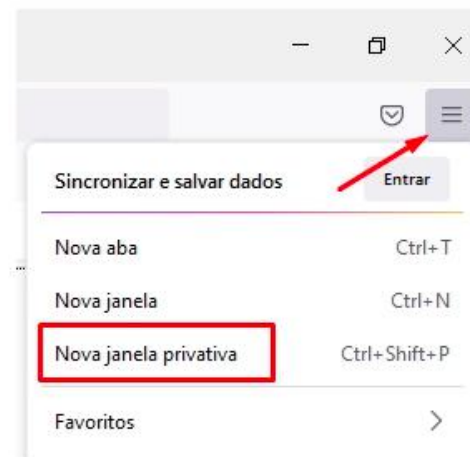 Sincronizar e salvar dados Entrar
Nova aba Ctrl+T
Nova janela Ctrl+N
Nova janela privativa Ctrl+Shift+P
Favoritos